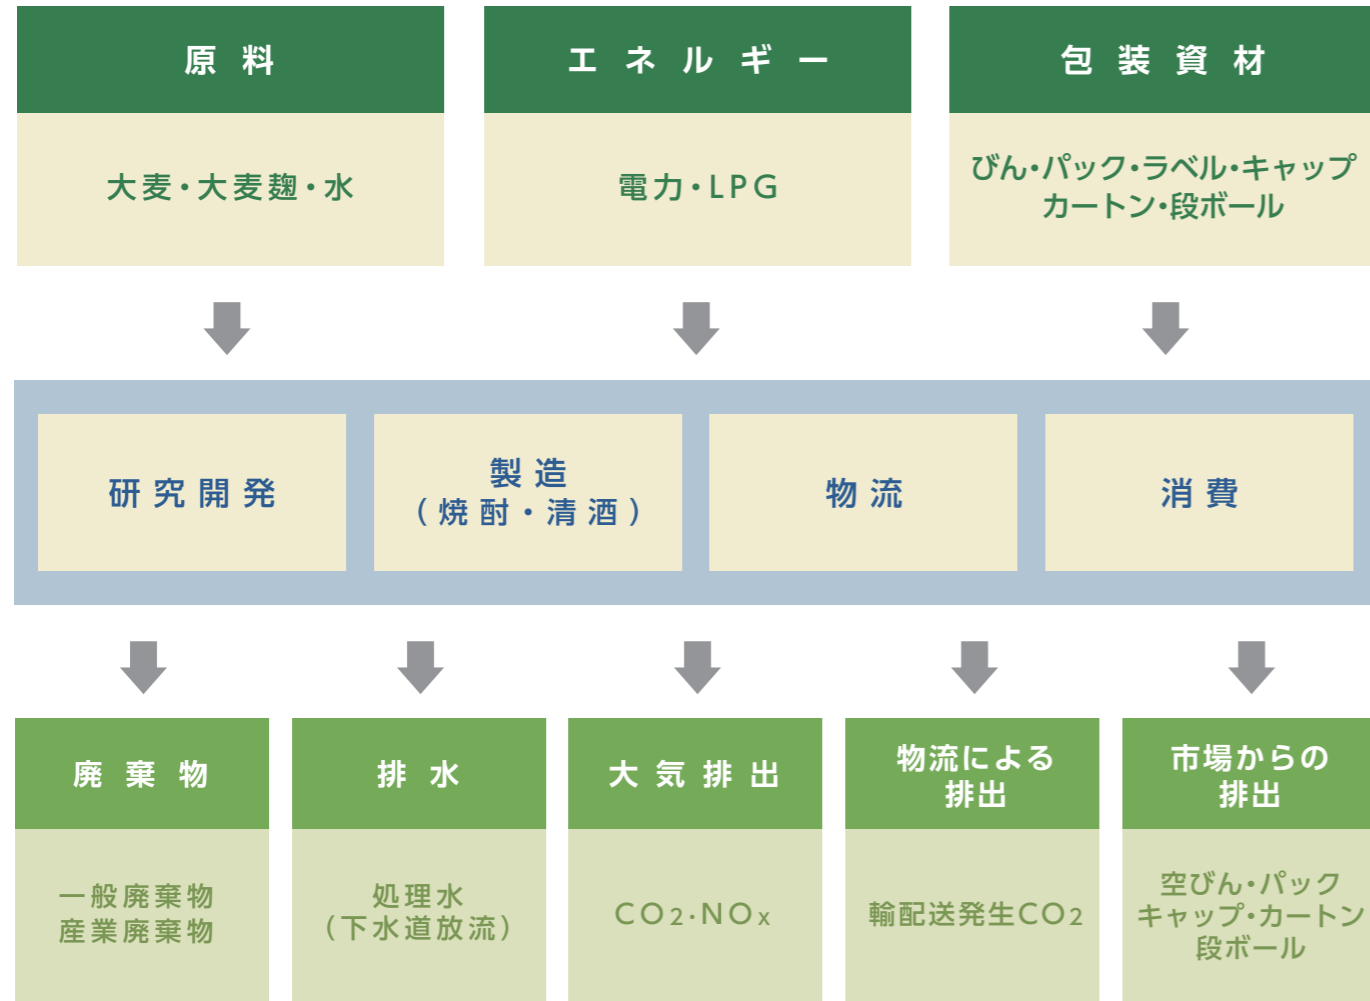 原料
エネルギー
包装資材
大麦・大麦麹・水
電力・LPG
びん・パック・ラベル・キャップ
カートン・段ボール
研究開発
製造
（焼酎・清酒）
物流
消費
廃棄物
排水
大気排出
物流による
排出
市場からの
排出
一般廃棄物
産業廃棄物
処理水
（下水道放流）
CO2・NOx
輸配送発生CO2
空びん・パック
キャップ・カートン
段ボール